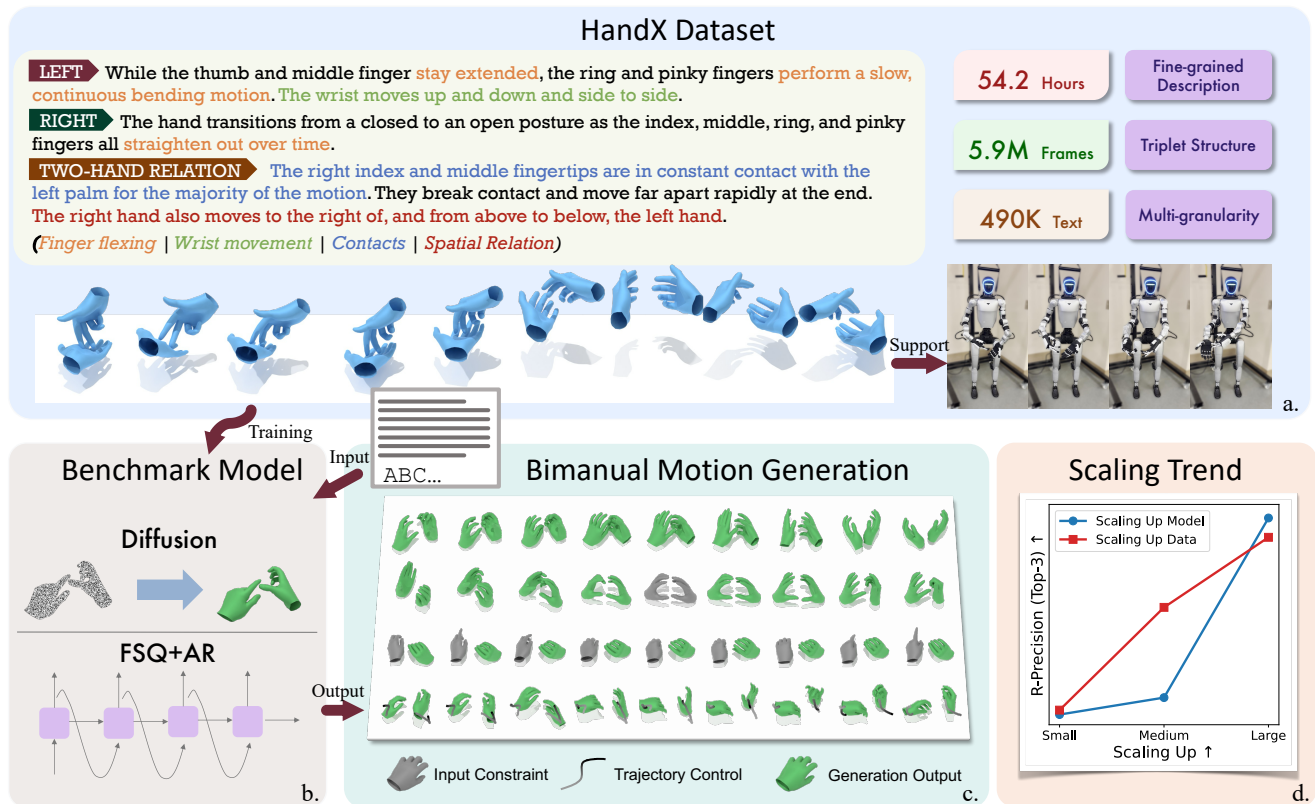 HandX Dataset
LEFT While the thumb and middle finger stay extended, the ring and pinky fingers perform a slow,
continuous bending motion. The wrist moves up and down and side to side.
RIGHT The hand transitions from a closed to an open posture as the index, middle, ring, and pinky
fingers all straighten out over time.
TWO-HAND RELATION The right index and middle fingertips are in constant contact with the
left palm for the majority of the motion. They break contact and move far apart rapidly at the end.
The right hand also moves to the right of, and from above to below, the left hand.
(Finger flexing | Wrist movement | Contacts | Spatial Relation)
54.2 Hours
Fine-grained
Description
5.9M Frames
Triplet Structure
490K Text
Multi-granularity
Support
a.
Training
Input
ABC...
Benchmark Model
Diffusion
FSQ+AR
Output
b.
Bimanual Motion Generation
Input Constraint
Trajectory Control
Generation Output
c.
Scaling Trend
Scaling Up Model
Scaling Up Data
R-Precision (Top-3) ↑
Small
Medium
Large
Scaling Up ↑
d.